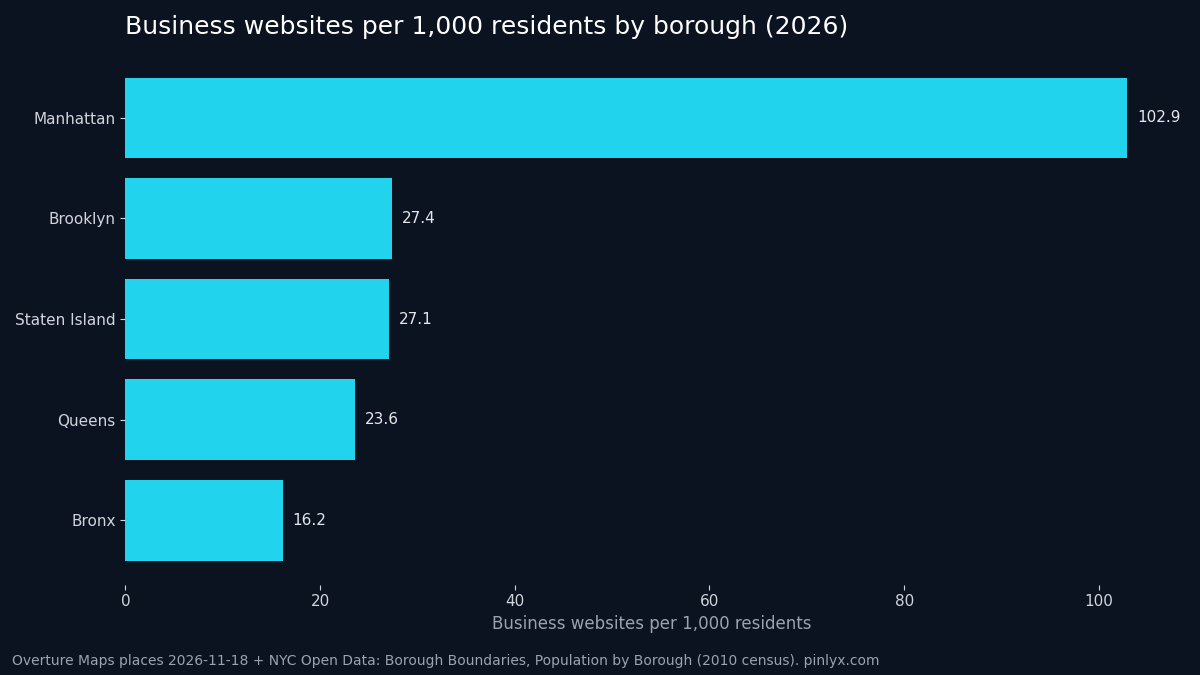 Business websites per 1,000 residents by borough (2026)
Manhattan 102.9
Brooklyn 27.4
Staten Island 27.1
Queens 23.6
Bronx 16.2
0 20 40 60 80 100
Business websites per 1,000 residents
Overture Maps places 2026-11-18 + NYC Open Data: Borough Boundaries, Population by Borough (2010 census). pinlyx.com